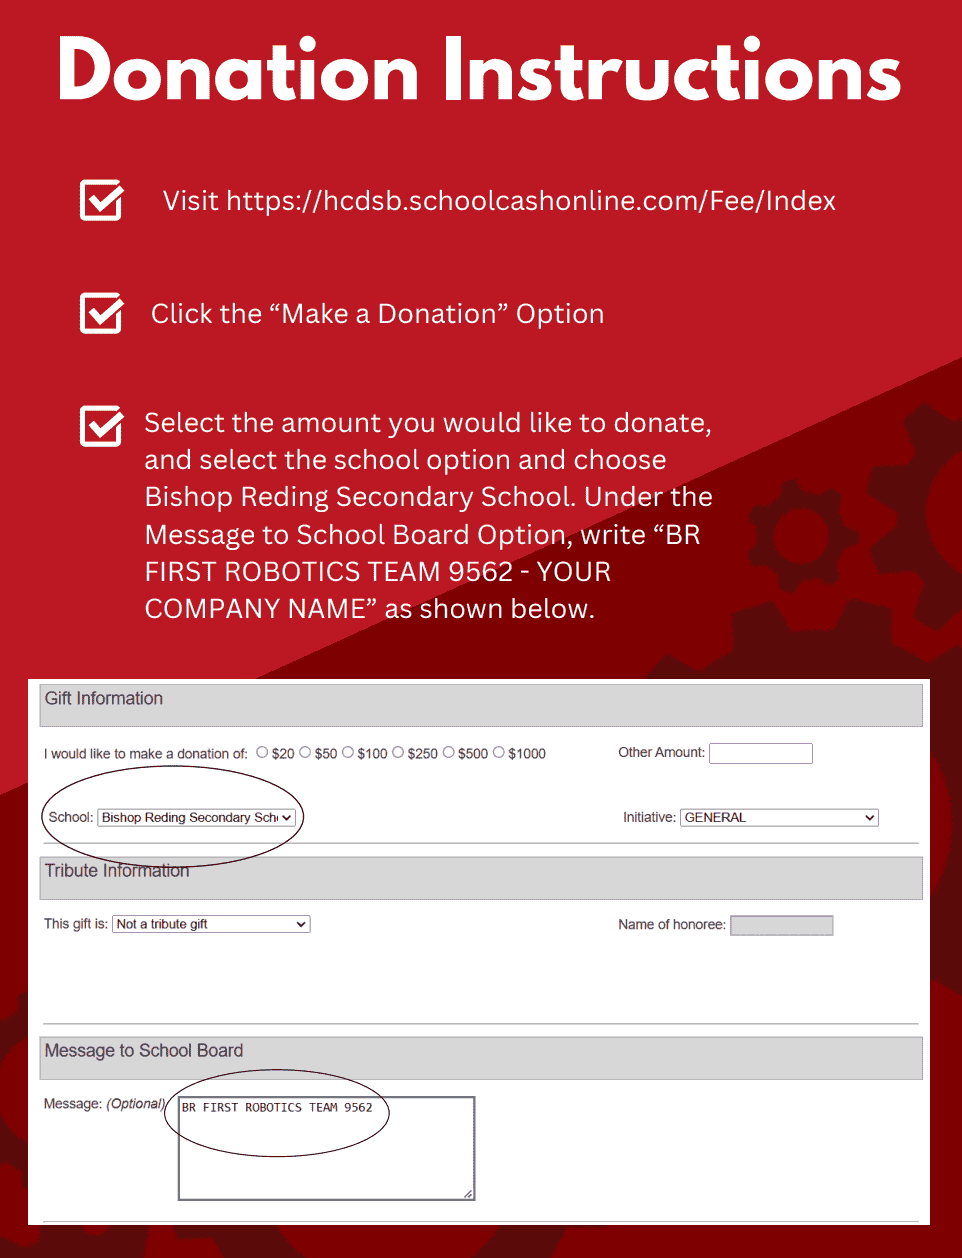 Donation Instructions
Visit https://hcdsb.schoolcashonline.com/Fee/Index
Click the “Make a Donation” Option
Select the amount you would like to donate,
and select the school option and choose
Bishop Reding Secondary School. Under the
Message to School Board Option, write “BR
FIRST ROBOTICS TEAM 9562 - YOUR
COMPANY NAME” as shown below.
Gift Information
I would like to make a donation of: $20 $50 $100 $250 $500 $1000 Other Amount:
School: Bishop Reding Secondary Sch Initiative: GENERAL
Tribute Information
This gift is: Not a tribute gift Name of honoree:
Message to School Board
Message: (Optional) BR FIRST ROBOTICS TEAM 9562